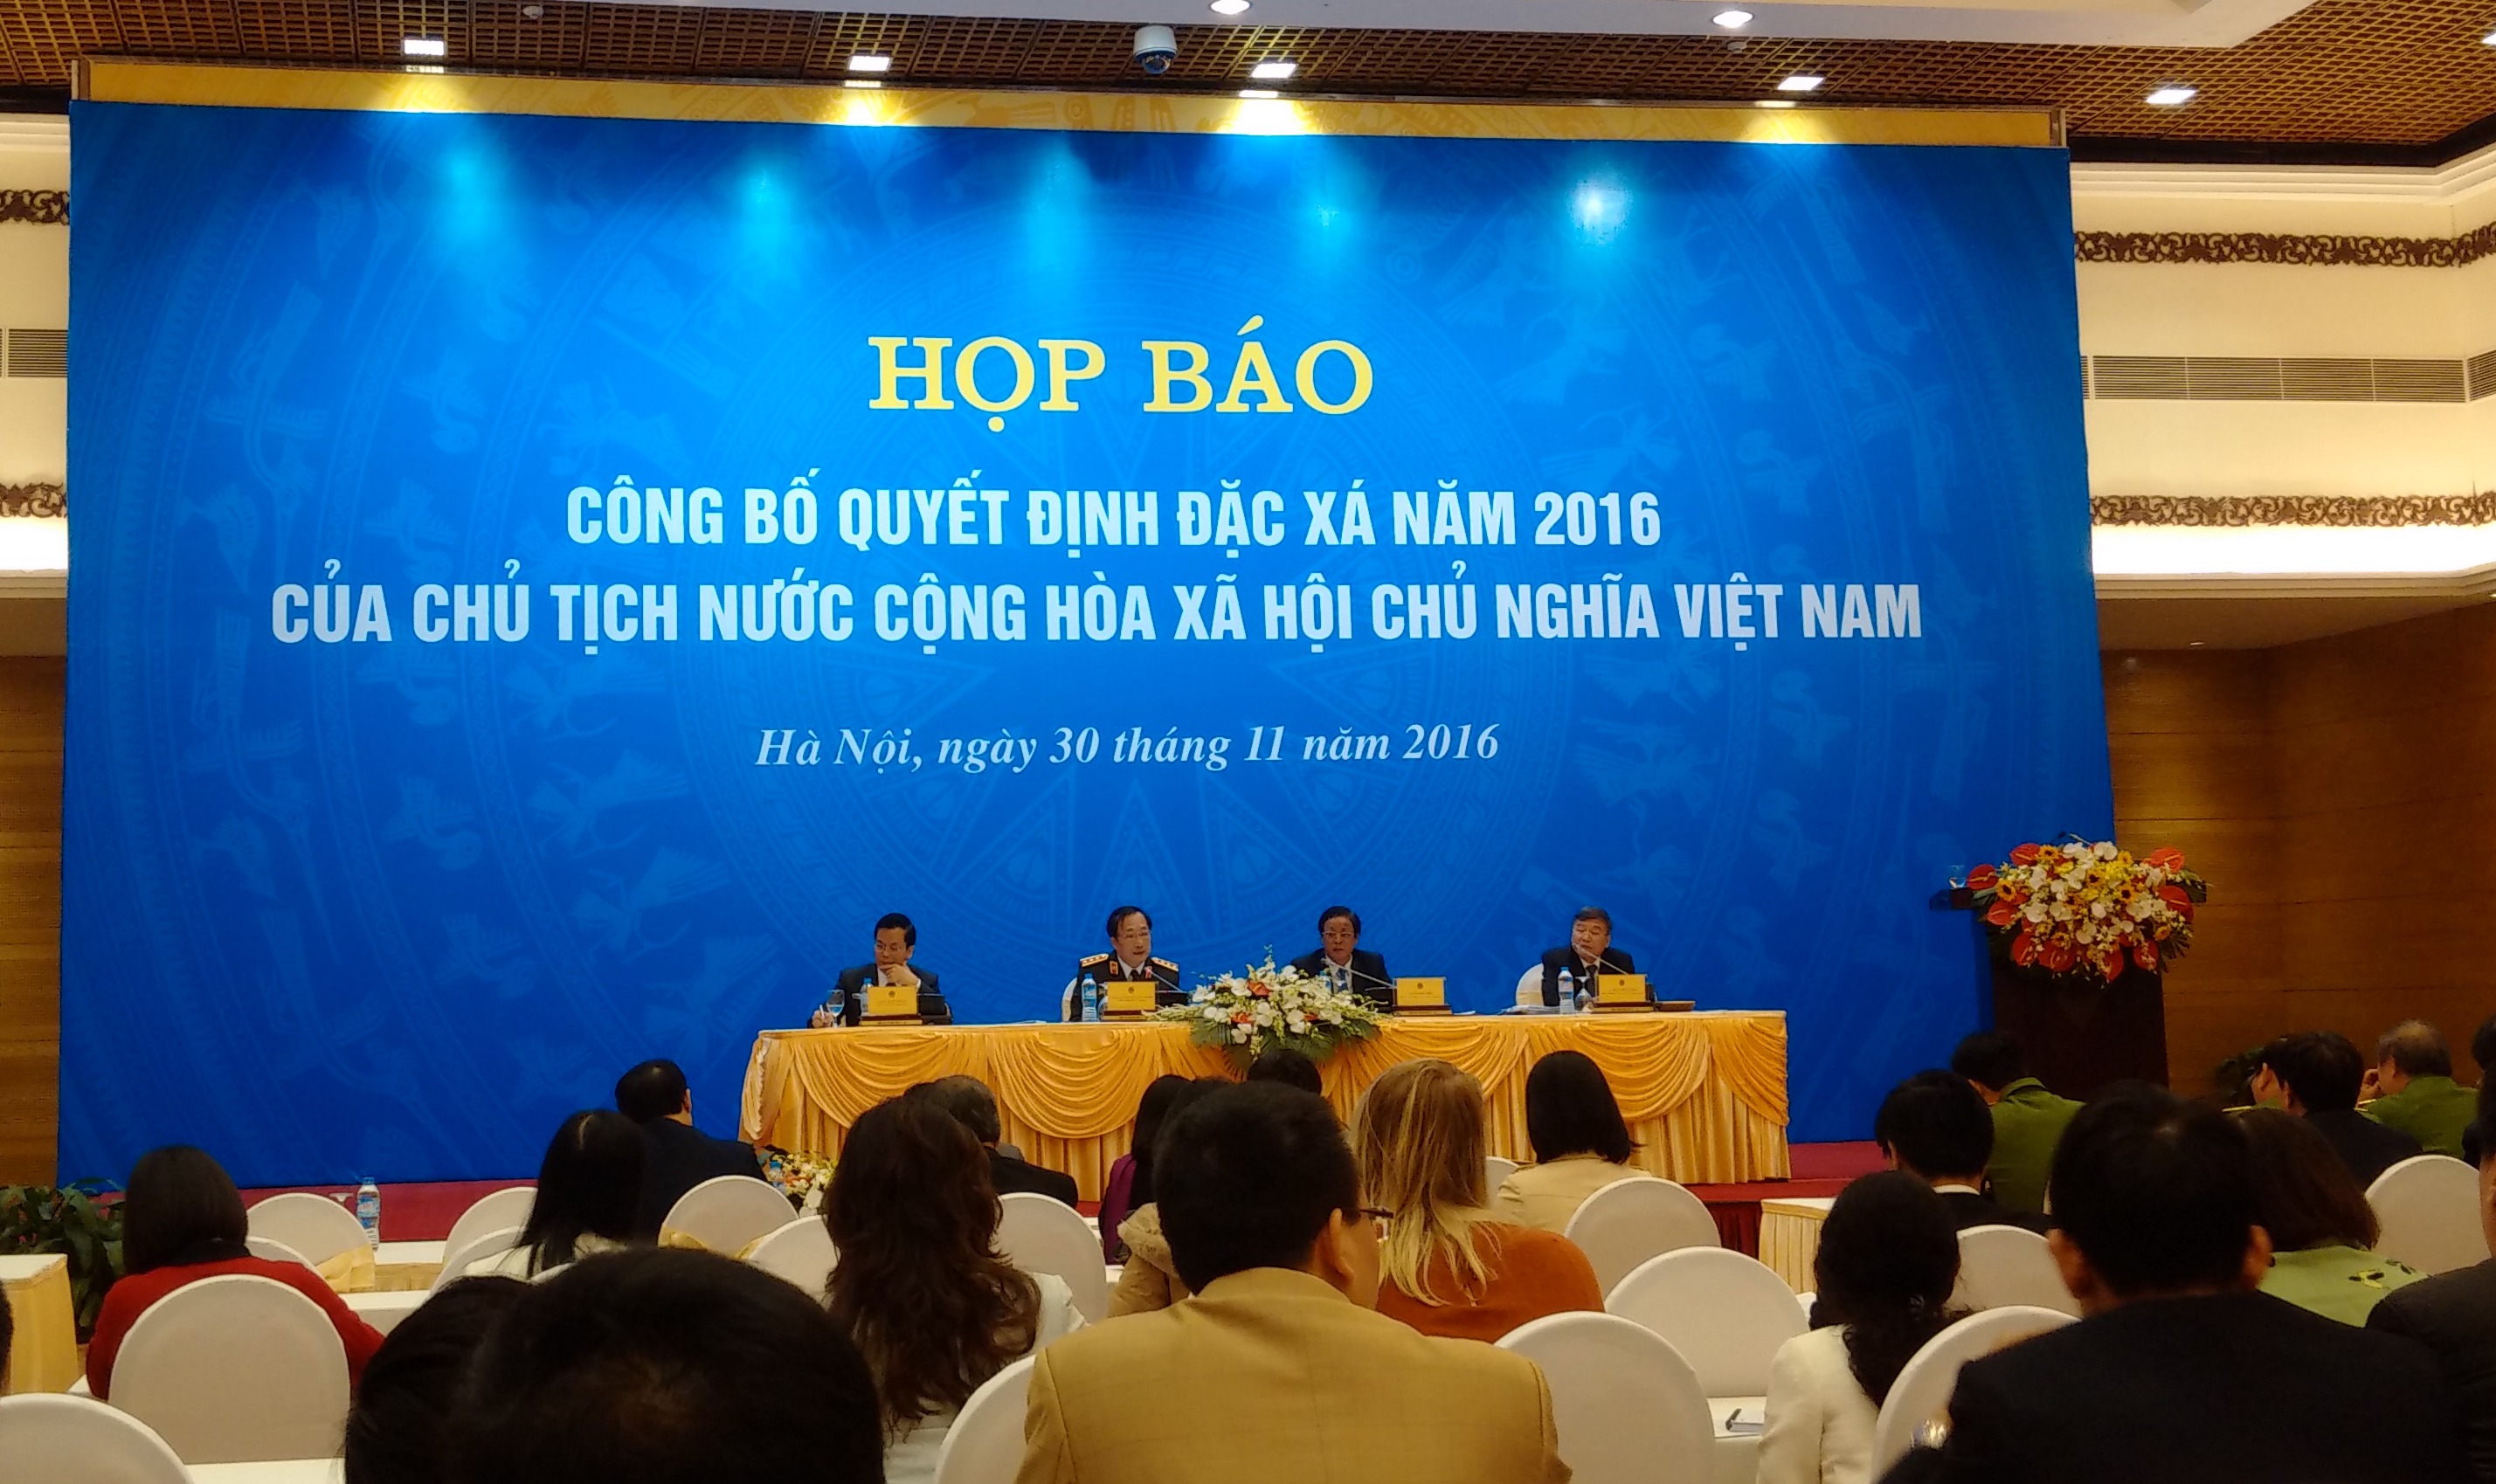 HỌP BÁO
CÔNG BỐ QUYẾT ĐỊNH ĐẶC XÁ NĂM 2016
CỦA CHỦ TỊCH NƯỚC CỘNG HÒA XÃ HỘI CHỦ NGHĨA VIỆT NAM
Hà Nội, ngày 30 tháng 11 năm 2016